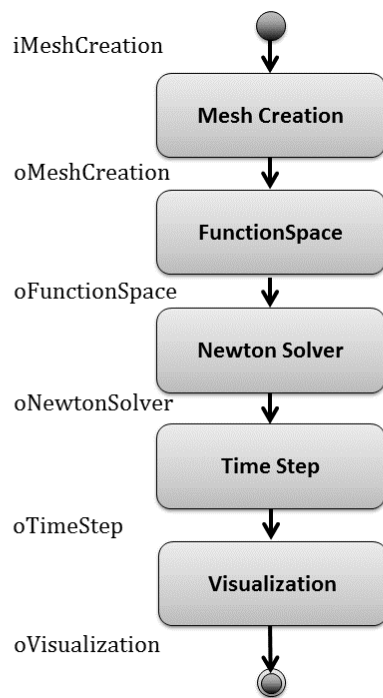 iMeshCreation
Mesh Creation
oMeshCreation
FunctionSpace
oFunctionSpace
Newton Solver
oNewtonSolver
Time Step
oTimeStep
Visualization
oVisualization